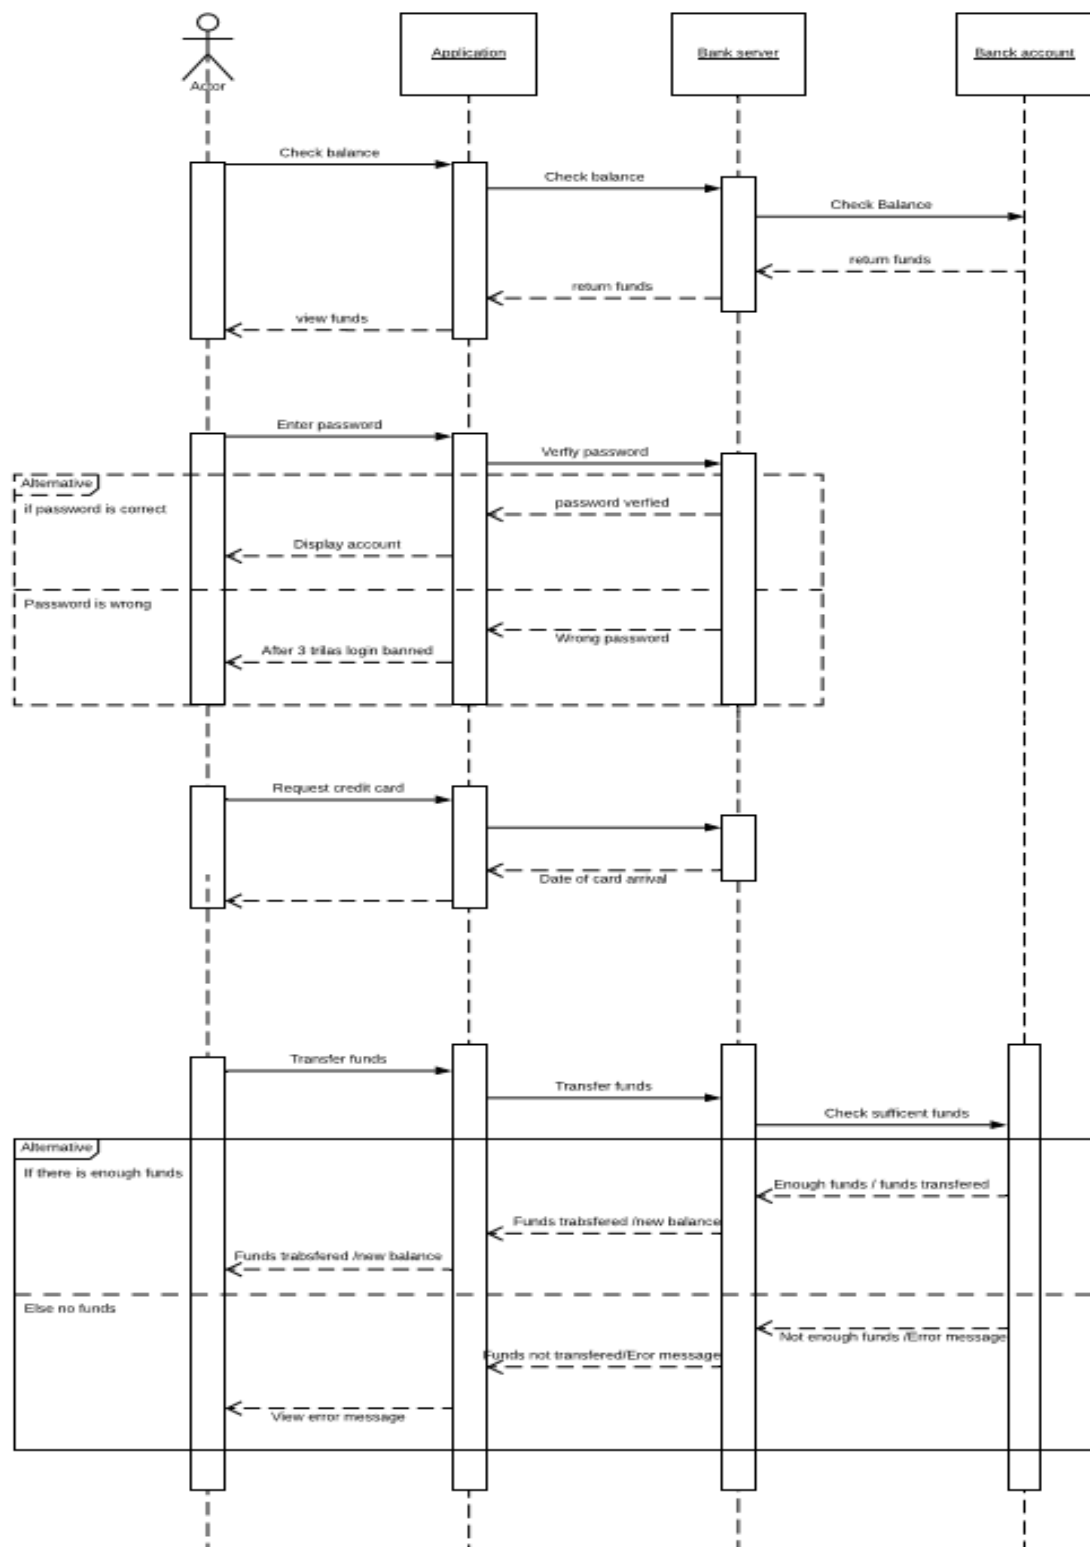 Actor
Application
Bank server
Banck account
Check balance
Check balance
Check Balance
return funds
return funds
view funds
Enter password
Verfiy password
Alternative
if password is correct
password verfied
Display account
Password is wrong
Wrong password
After 3 trilas login banned
Request credit card
Date of card arrival
Transfer funds
Transfer funds
Check sufficent funds
Alternative
If there is enough funds
Enough funds / funds transfered
Funds trabsfered /new balance
Funds trabsfered /new balance
Else no funds
Not enough funds /Error message
Funds not transfered/Eror message
View error message